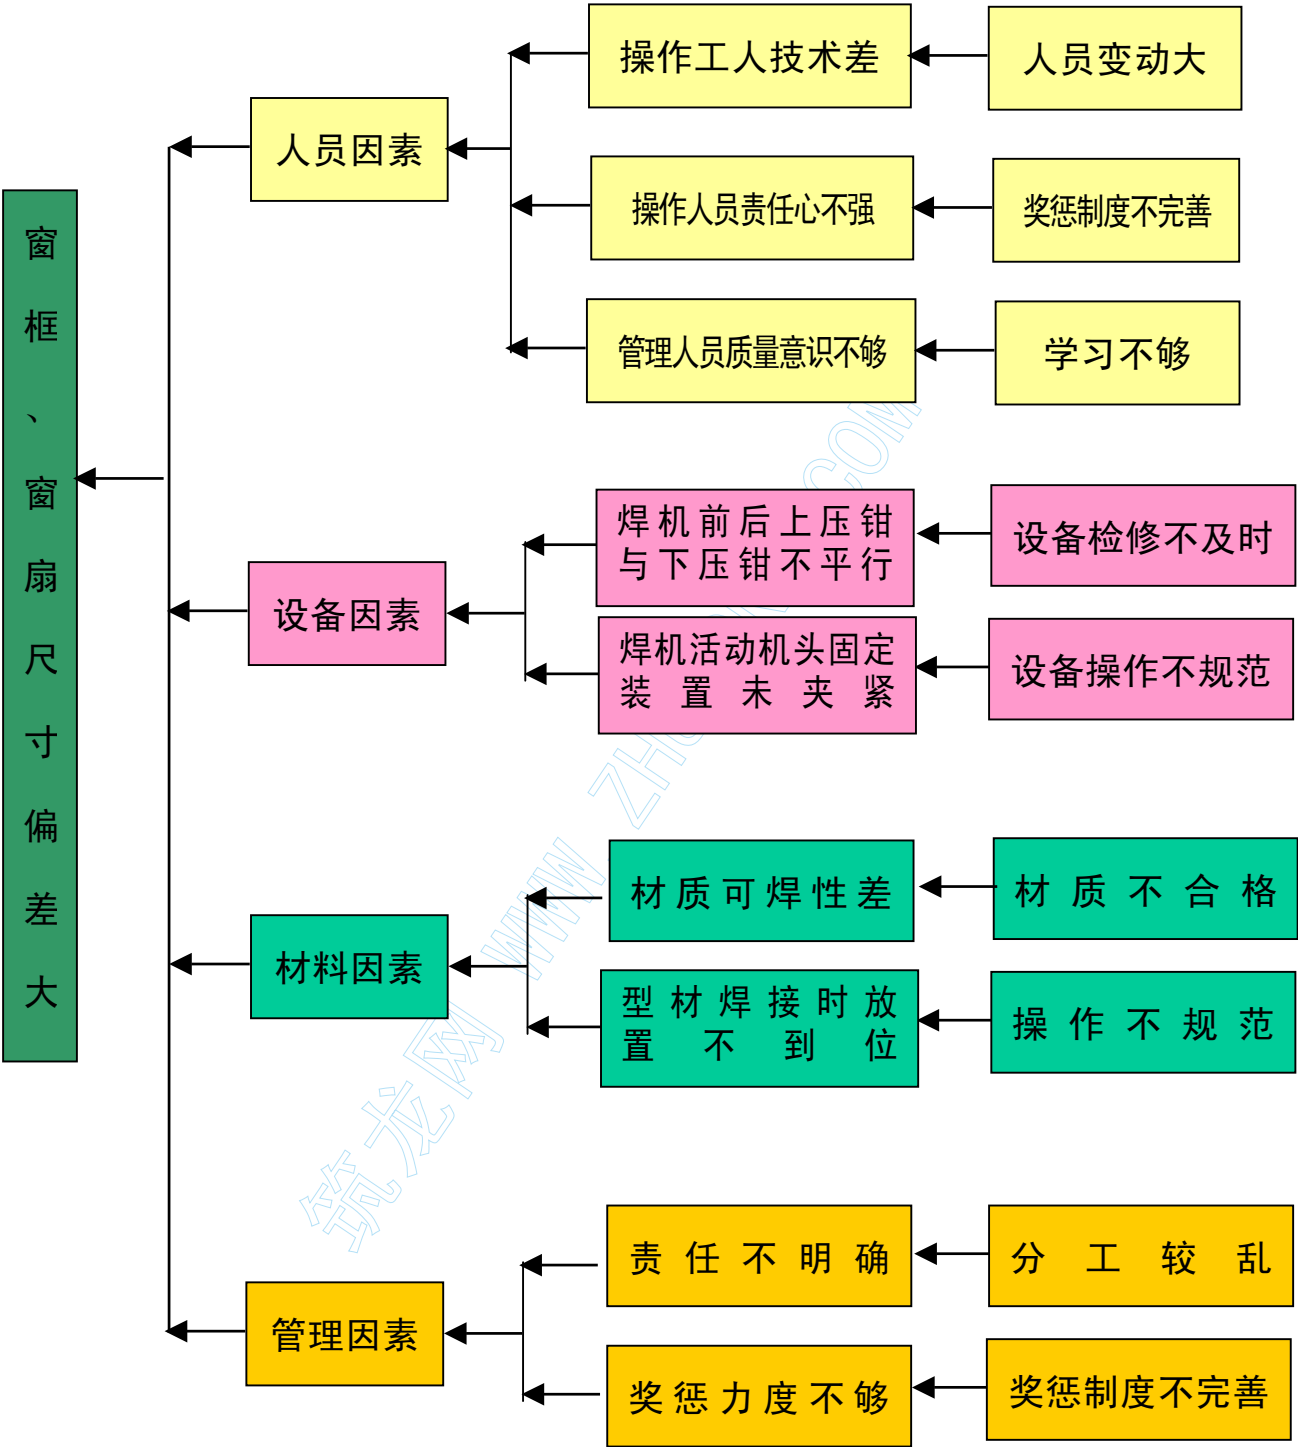 窗框、窗扇尺寸偏差大
人员因素
操作工人技术差
人员变动大
操作人员责任心不强
奖惩制度不完善
管理人员质量意识不够
学习不够
设备因素
焊机前后上压钳
与下压钳不平行
设备检修不及时
焊机活动机头固定
装置未夹紧
设备操作不规范
材料因素
材质可焊性差
材质不合格
型材焊接时放
置不到位
操作不规范
管理因素
责任不明确
分工较乱
奖惩力度不够
奖惩制度不完善
筑龙网 WWW.ZHU
.COM